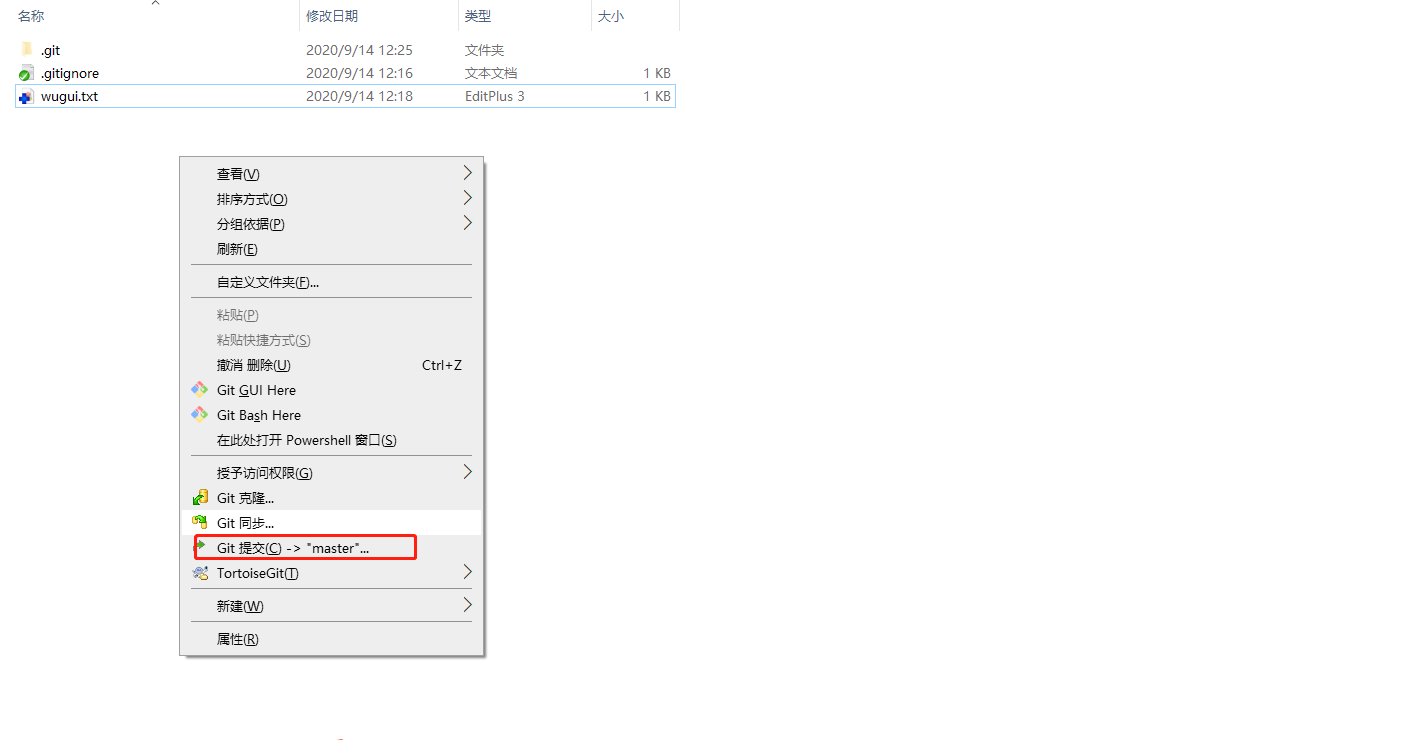 名称 修改日期 类型 大小
.git 2020/9/14 12:25 文件夹
.gitignore 2020/9/14 12:16 文本文档 1 KB
wugui.txt 2020/9/14 12:18 EditPlus 3 1 KB
查看(V)
排序方式(O)
分组依据(P)
刷新(E)
自定义文件夹(F)...
粘贴(P)
粘贴快捷方式(S)
撤消 删除(U) Ctrl+Z
Git GUI Here
Git Bash Here
在此处打开 Powershell 窗口(S)
授予访问权限(G)
Git 克隆...
Git 同步...
Git 提交(C) -> "master"...
TortoiseGit(T)
新建(W)
属性(R)